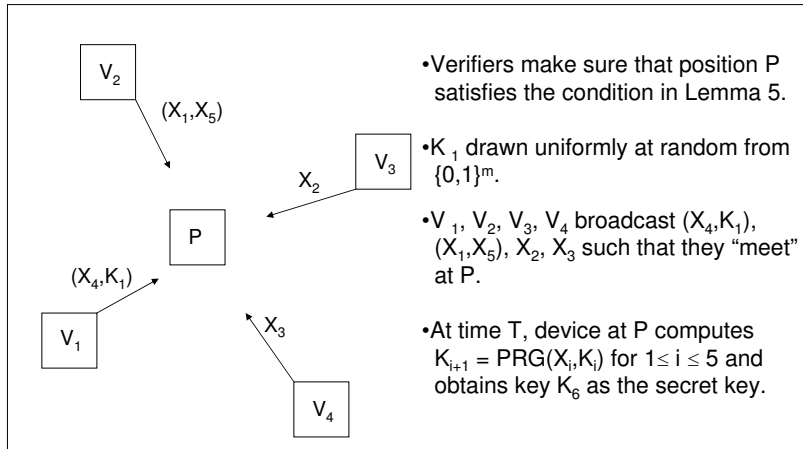 V₂
(X₁,X₅)
V₃
X₂
P
(X₄,K₁)
V₁
X₃
V₄
•Verifiers make sure that position P
satisfies the condition in Lemma 5.
•K ₁ drawn uniformly at random from
{0,1}ᵐ.
•V ₁, V₂, V₃, V₄ broadcast (X₄,K₁),
(X₁,X₅), X₂, X₃ such that they “meet”
at P.
•At time T, device at P computes
Kᵢ₊₁ = PRG(Xᵢ,Kᵢ) for 1≤ i ≤ 5 and
obtains key K₆ as the secret key.